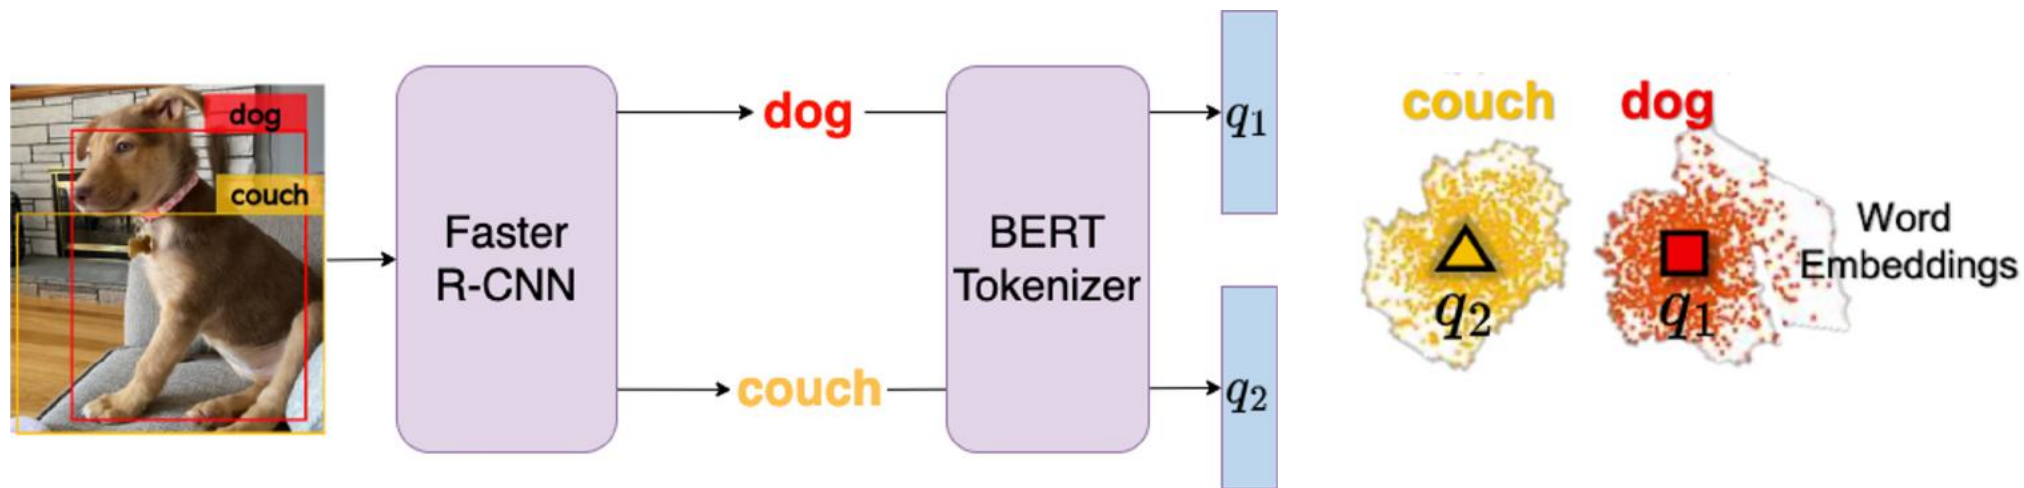 dog
couch
Faster
R-CNN
dog
couch
BERT
Tokenizer
q1
q2
couch
dog
q2
q1
Word
Embeddings